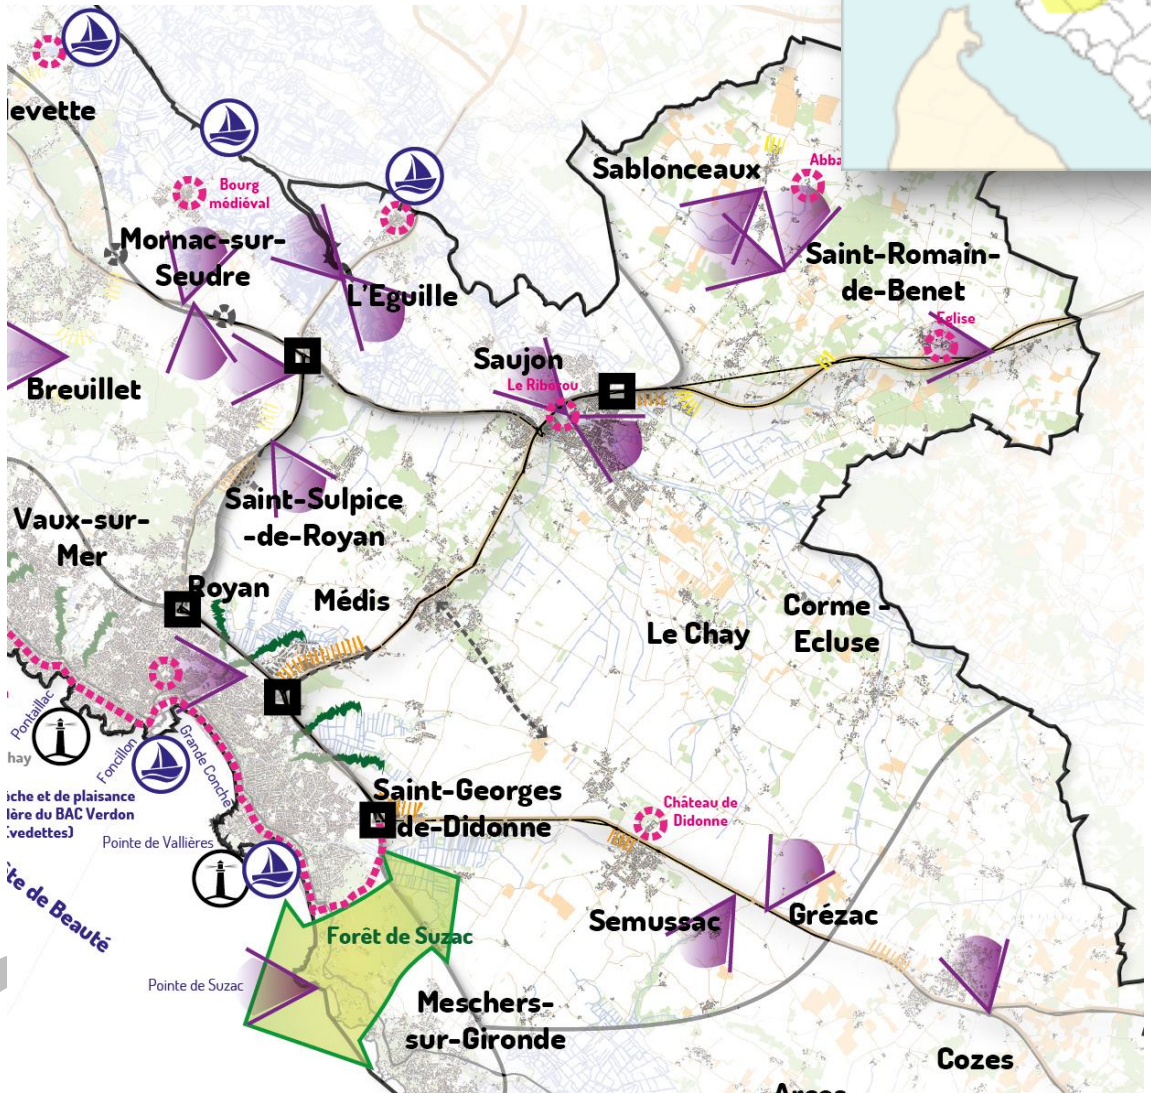 levette
Bourg
médiéval
Mornac-sur-
Seudre
L'Eguille
Sablonceaux
Abba
Saint-Romain-
de-Benet
Eglise
Saujon
Le Ribérou
Breuillet
Saint-Sulpice
-de-Royan
Vaux-sur-
Mer
Royan
Médis
Le Chay
Corme -
Ecluse
Pontaillac
hay
Foncillon
Grande Conche
Saint-Georges
de-Didonne
Château de
Didonne
et de plaisance
du BAC Verdon
vedettes)
Pointe de Vallières
te de Beauté
Semussac
Grézac
Forêt de Suzac
Pointe de Suzac
Meschers-
sur-Gironde
Cozes